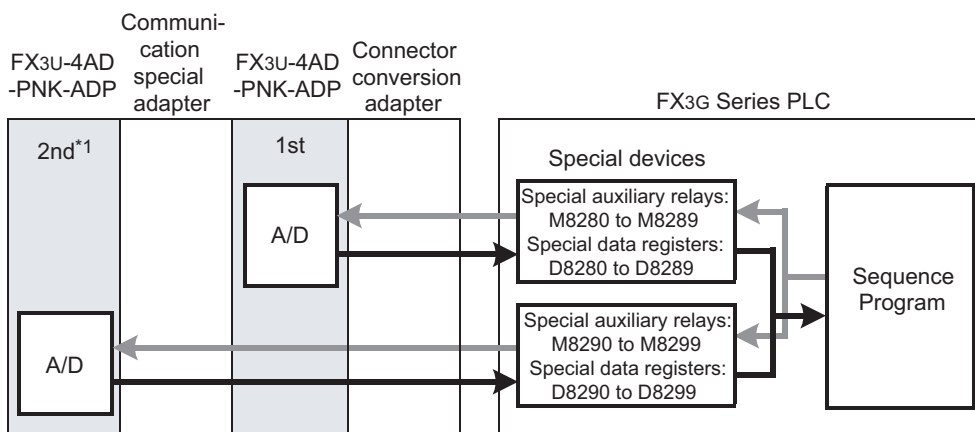 FX3U-4AD
-PNK-ADP
Communi-
cation
special
adapter
FX3U-4AD
-PNK-ADP
Connector
conversion
adapter
FX3G Series PLC
2nd*1
1st
Special devices
A/D
Special auxiliary relays:
M8280 to M8289
Special data registers:
D8280 to D8289
Sequence
Program
A/D
Special auxiliary relays:
M8290 to M8299
Special data registers:
D8290 to D8299